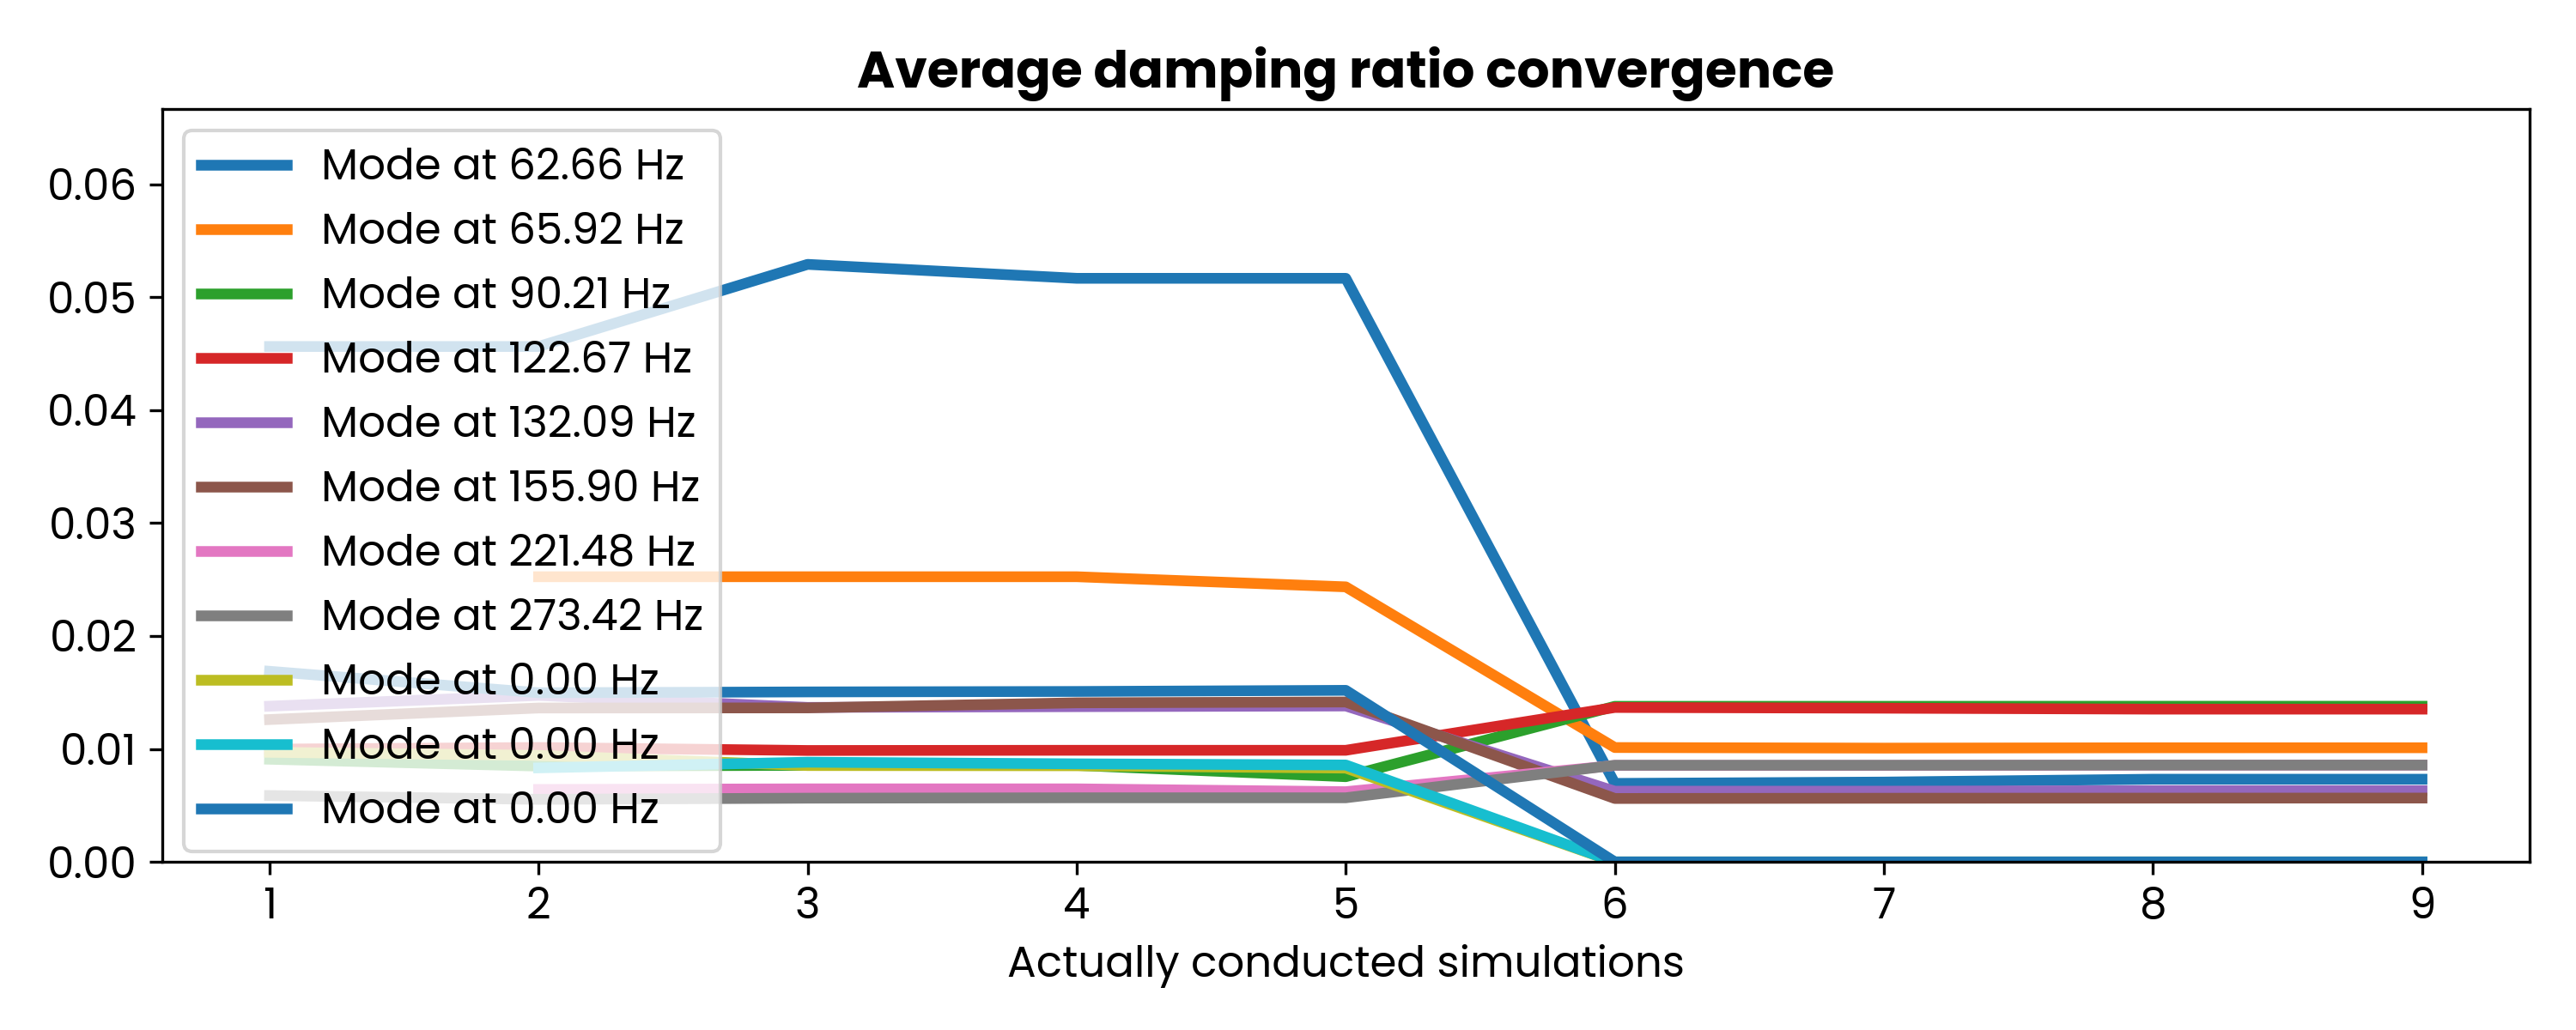 Average damping ratio convergence
0.06
0.05
0.04
0.03
0.02
0.01
0.00
Mode at 62.66 Hz
Mode at 65.92 Hz
Mode at 90.21 Hz
Mode at 122.67 Hz
Mode at 132.09 Hz
Mode at 155.90 Hz
Mode at 221.48 Hz
Mode at 273.42 Hz
Mode at 0.00 Hz
Mode at 0.00 Hz
Mode at 0.00 Hz
1 2 3 4 5 6 7 8 9
Actually conducted simulations